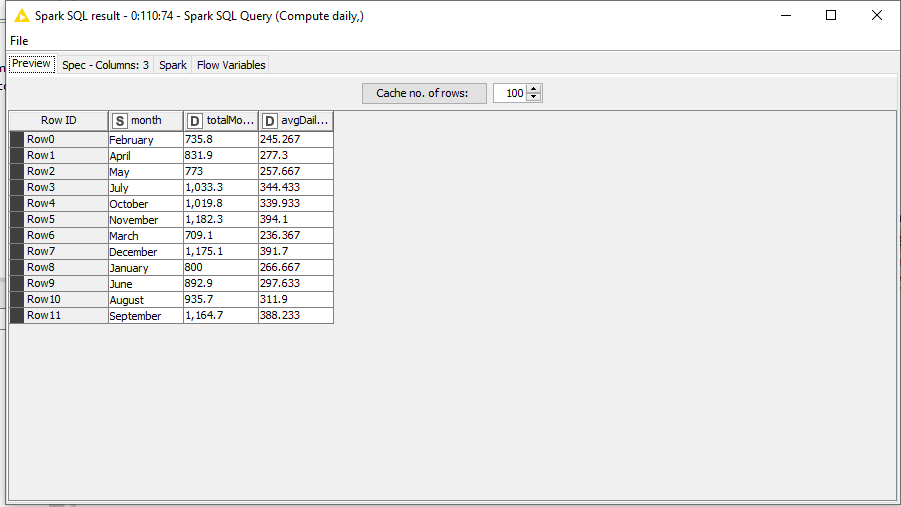 Spark SQL result - 0:110:74 - Spark SQL Query (Compute daily,)
File
Preview Spec - Columns: 3 Spark Flow Variables
Cache no. of rows: 100
Row ID S month D totalMo... D avgDail...
Row0 February 735.8 245.267
Row1 April 831.9 277.3
Row2 May 773 257.667
Row3 July 1,033.3 344.433
Row4 October 1,019.8 339.933
Row5 November 1,182.3 394.1
Row6 March 709.1 236.367
Row7 December 1,175.1 391.7
Row8 January 800 266.667
Row9 June 892.9 297.633
Row10 August 935.7 311.9
Row11 September 1,164.7 388.233